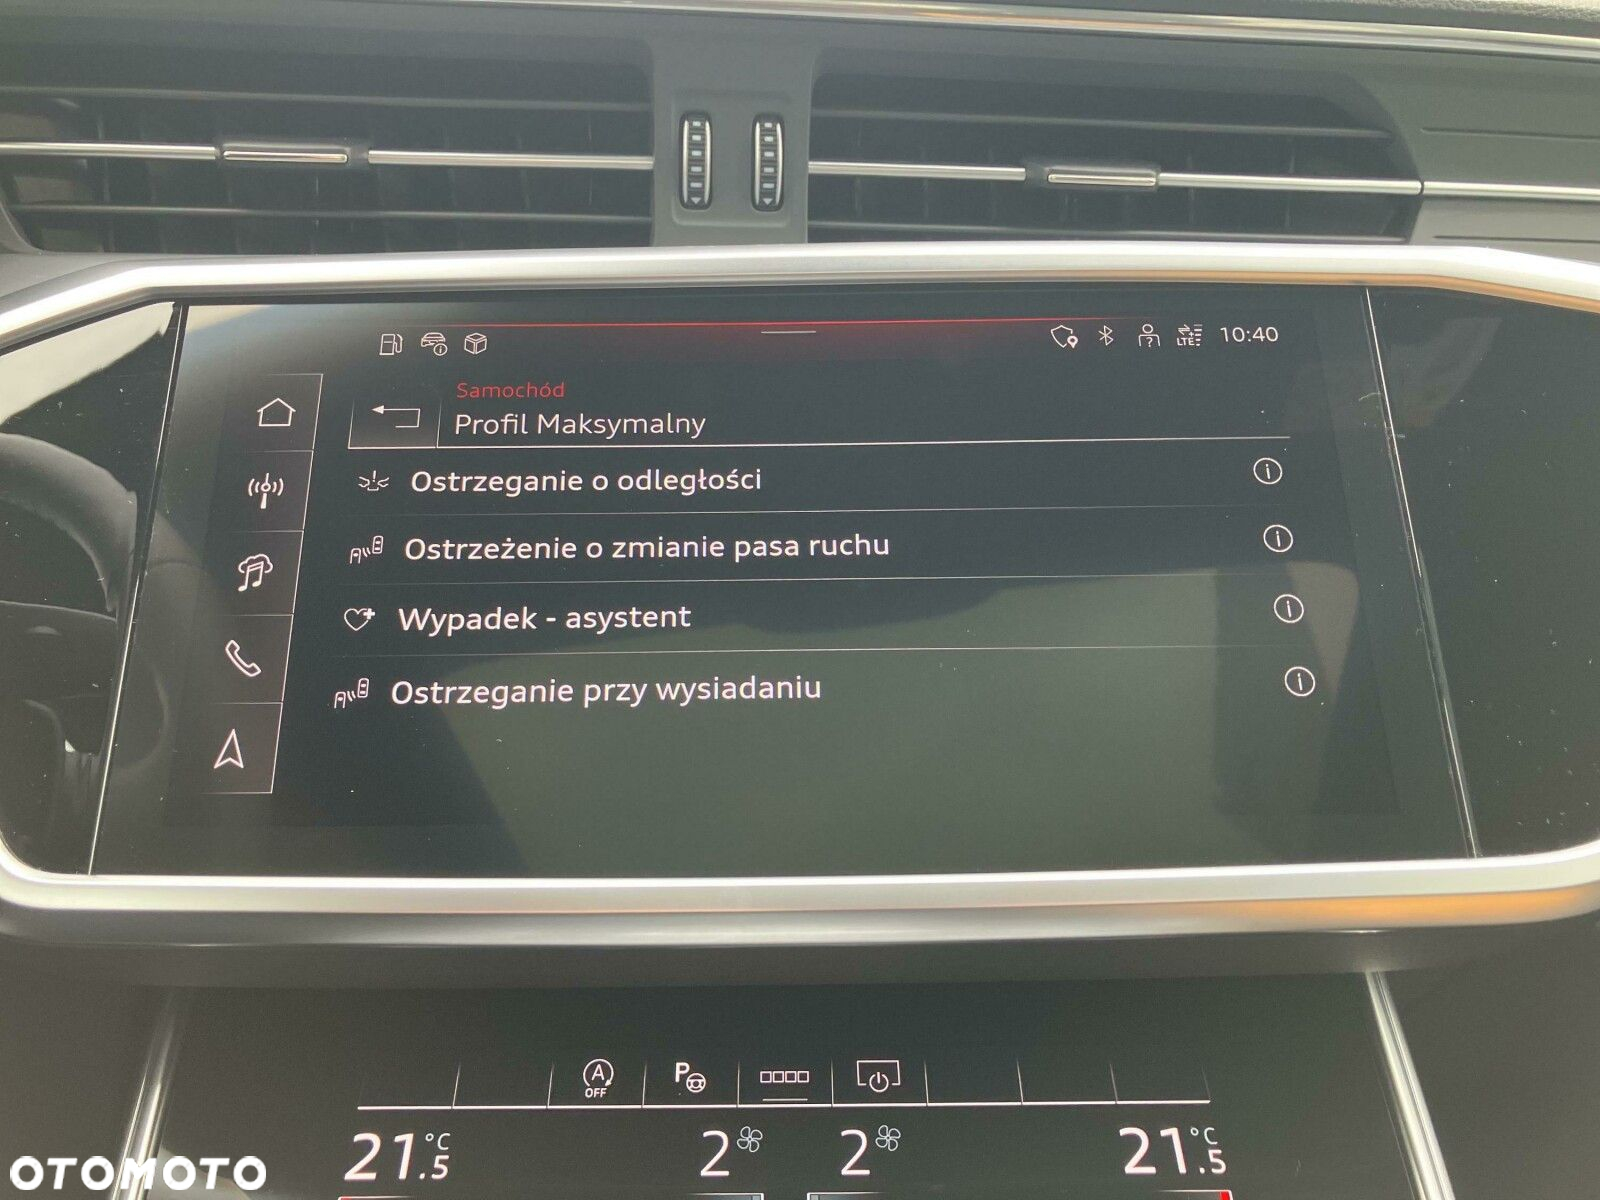 LTE
10:40
Samochód
Profil Maksymalny
Ostrzeganie o odległości
Ostrzeżenie o zmianie pasa ruchu
Wypadek - asystent
Ostrzeganie przy wysiadaniu
A
OFF
P
21.5 °C
2
2
21.5 °C
OTOMOTO